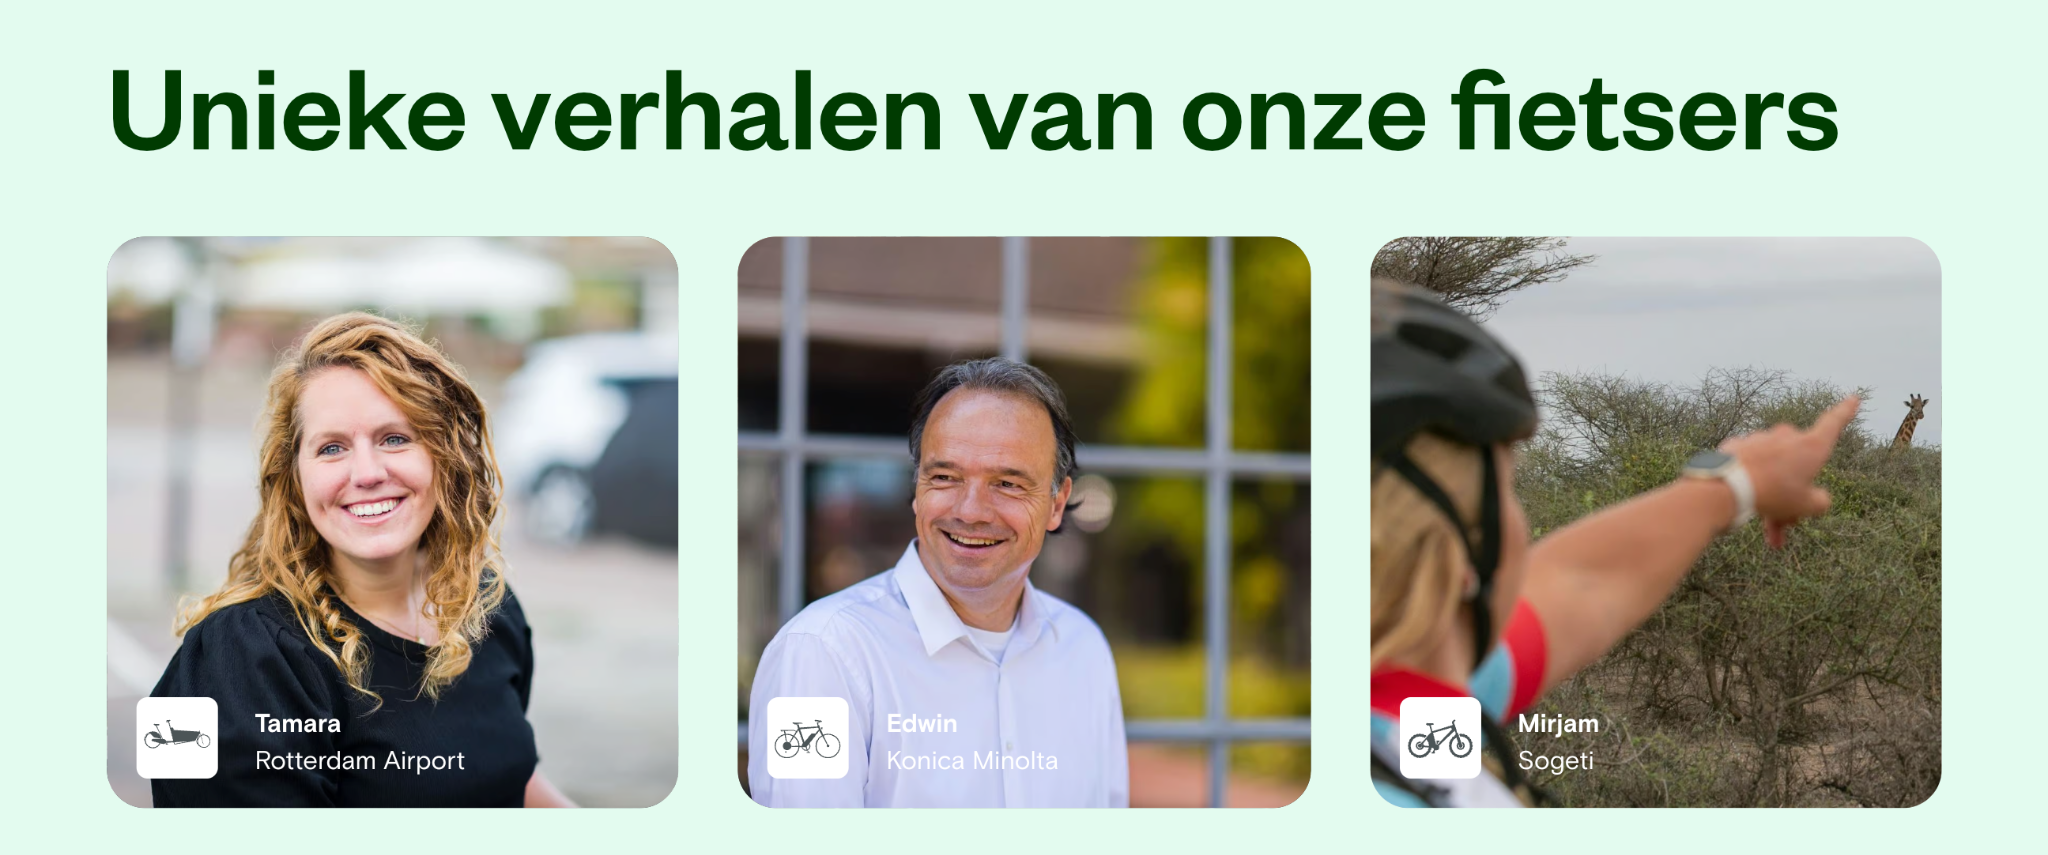 Unieke verhalen van onze fietsers
Tamara
Rotterdam Airport
Edwin
Konica Minolta
Mirjam
Sogeti